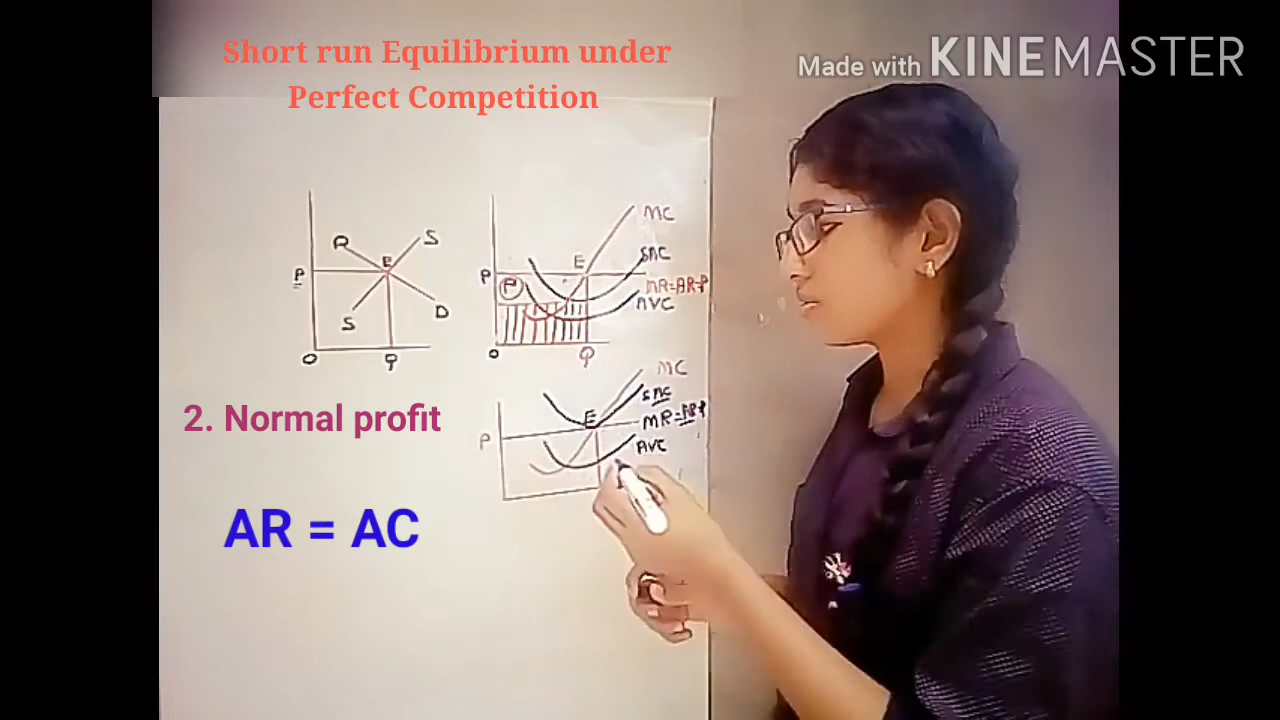 Short run Equilibrium under
Perfect Competition
Made with KINEMASTER
D
S
E
P
S
D
O
Q
MC
SAC
E
P
P
MR=AR=P
AVC
O
Q
MC
SAC
E
MR=AR=P
P
AVC
2. Normal profit
AR = AC